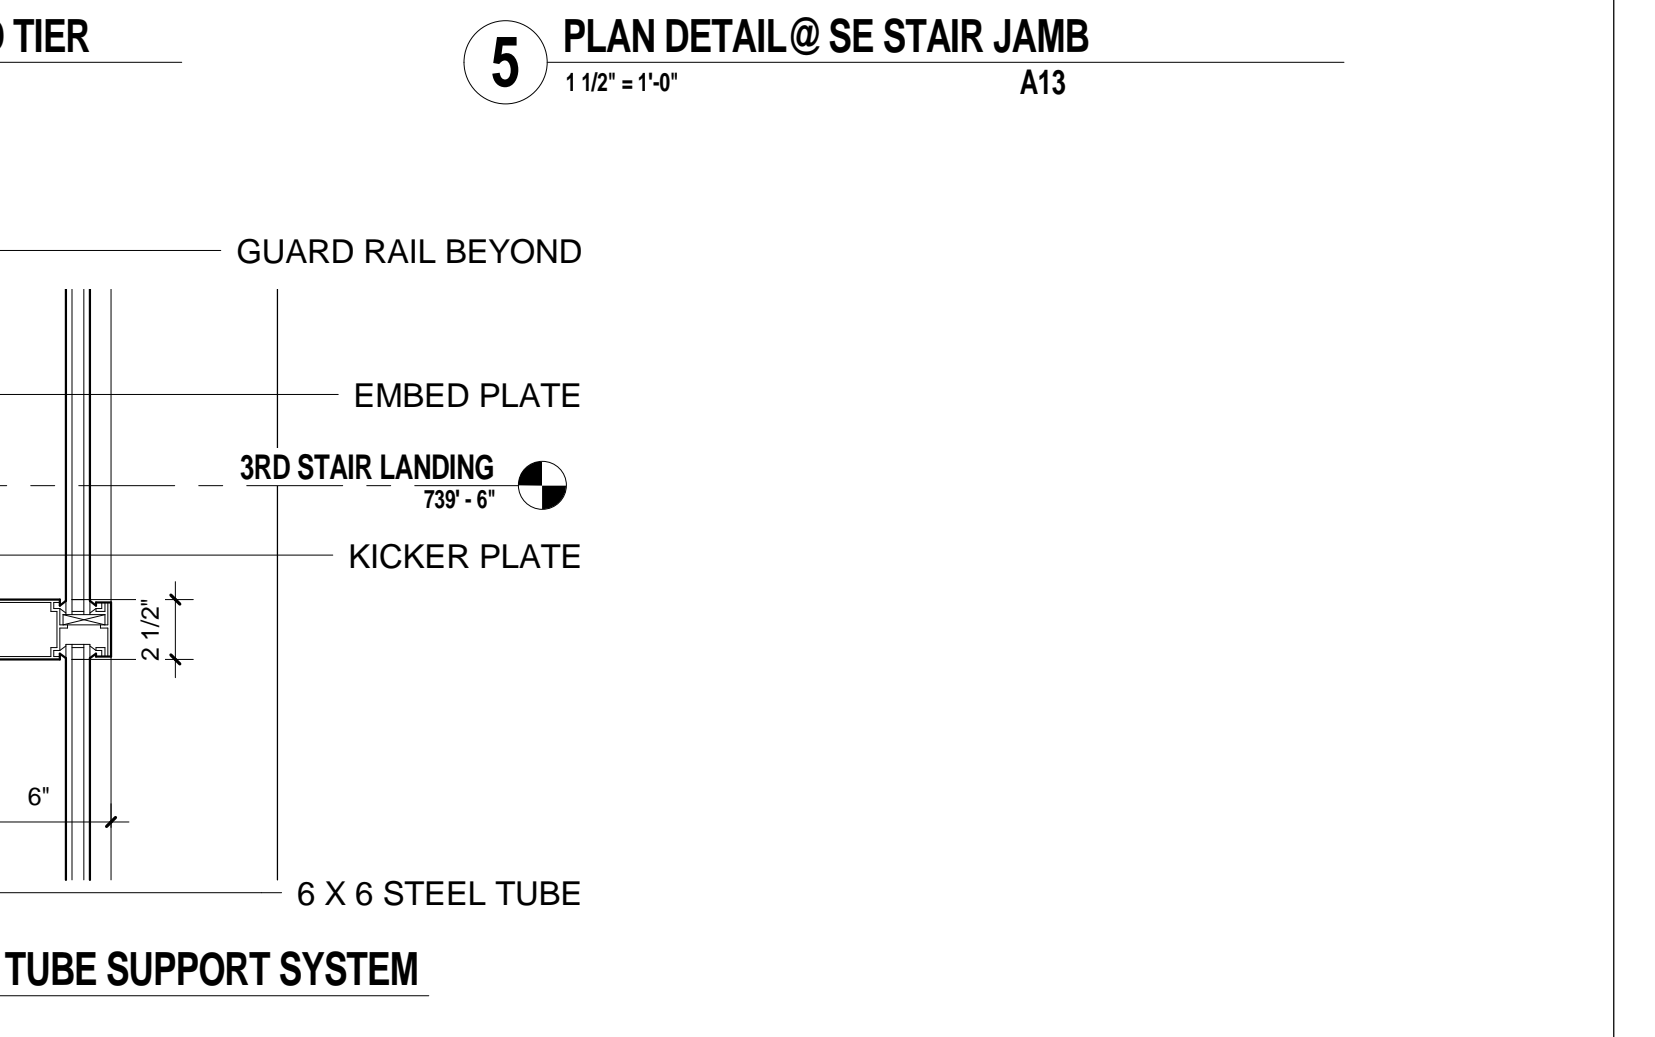 TIER
5
PLAN DETAIL@ SE STAIR JAMB
1 1/2" = 1'-0"
A13
GUARD RAIL BEYOND
EMBED PLATE
3RD STAIR LANDING
739' - 6"
KICKER PLATE
2 1/2"
6"
6 X 6 STEEL TUBE
TUBE SUPPORT SYSTEM